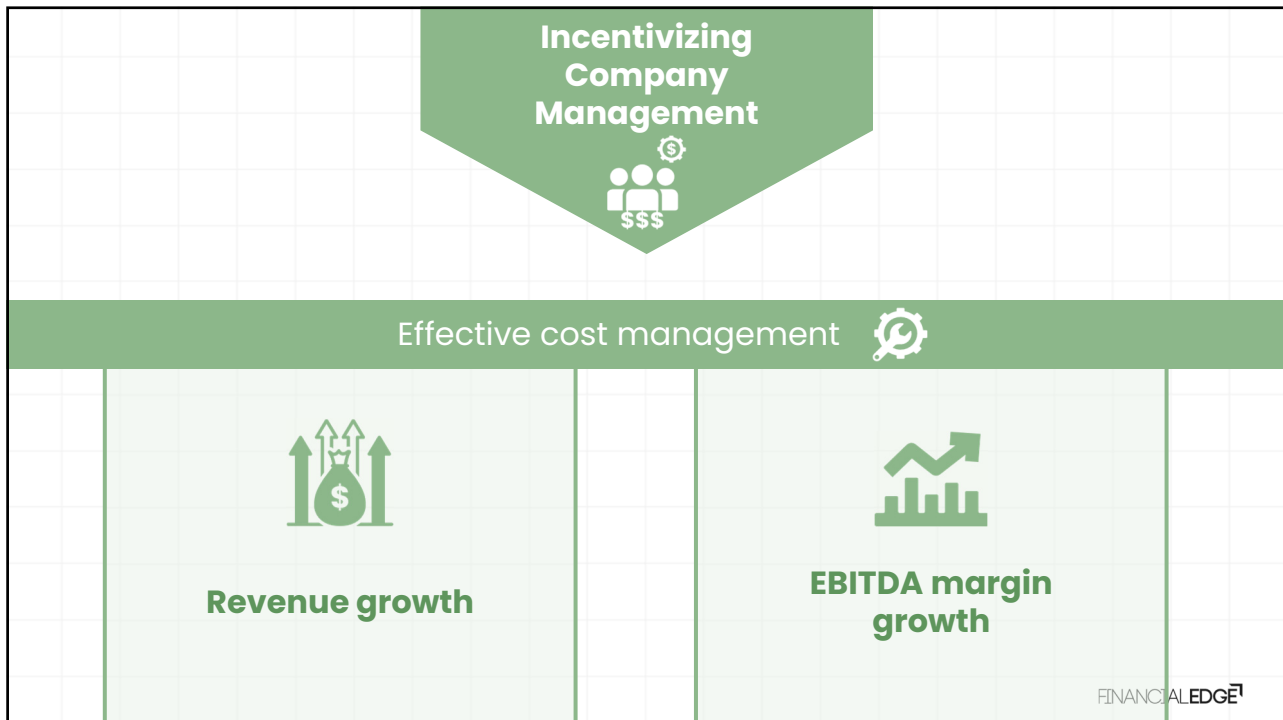 Incentivizing
Company
Management
$
$$$
Effective cost management
$
Revenue growth
EBITDA margin
growth
FINANCIALEDGE